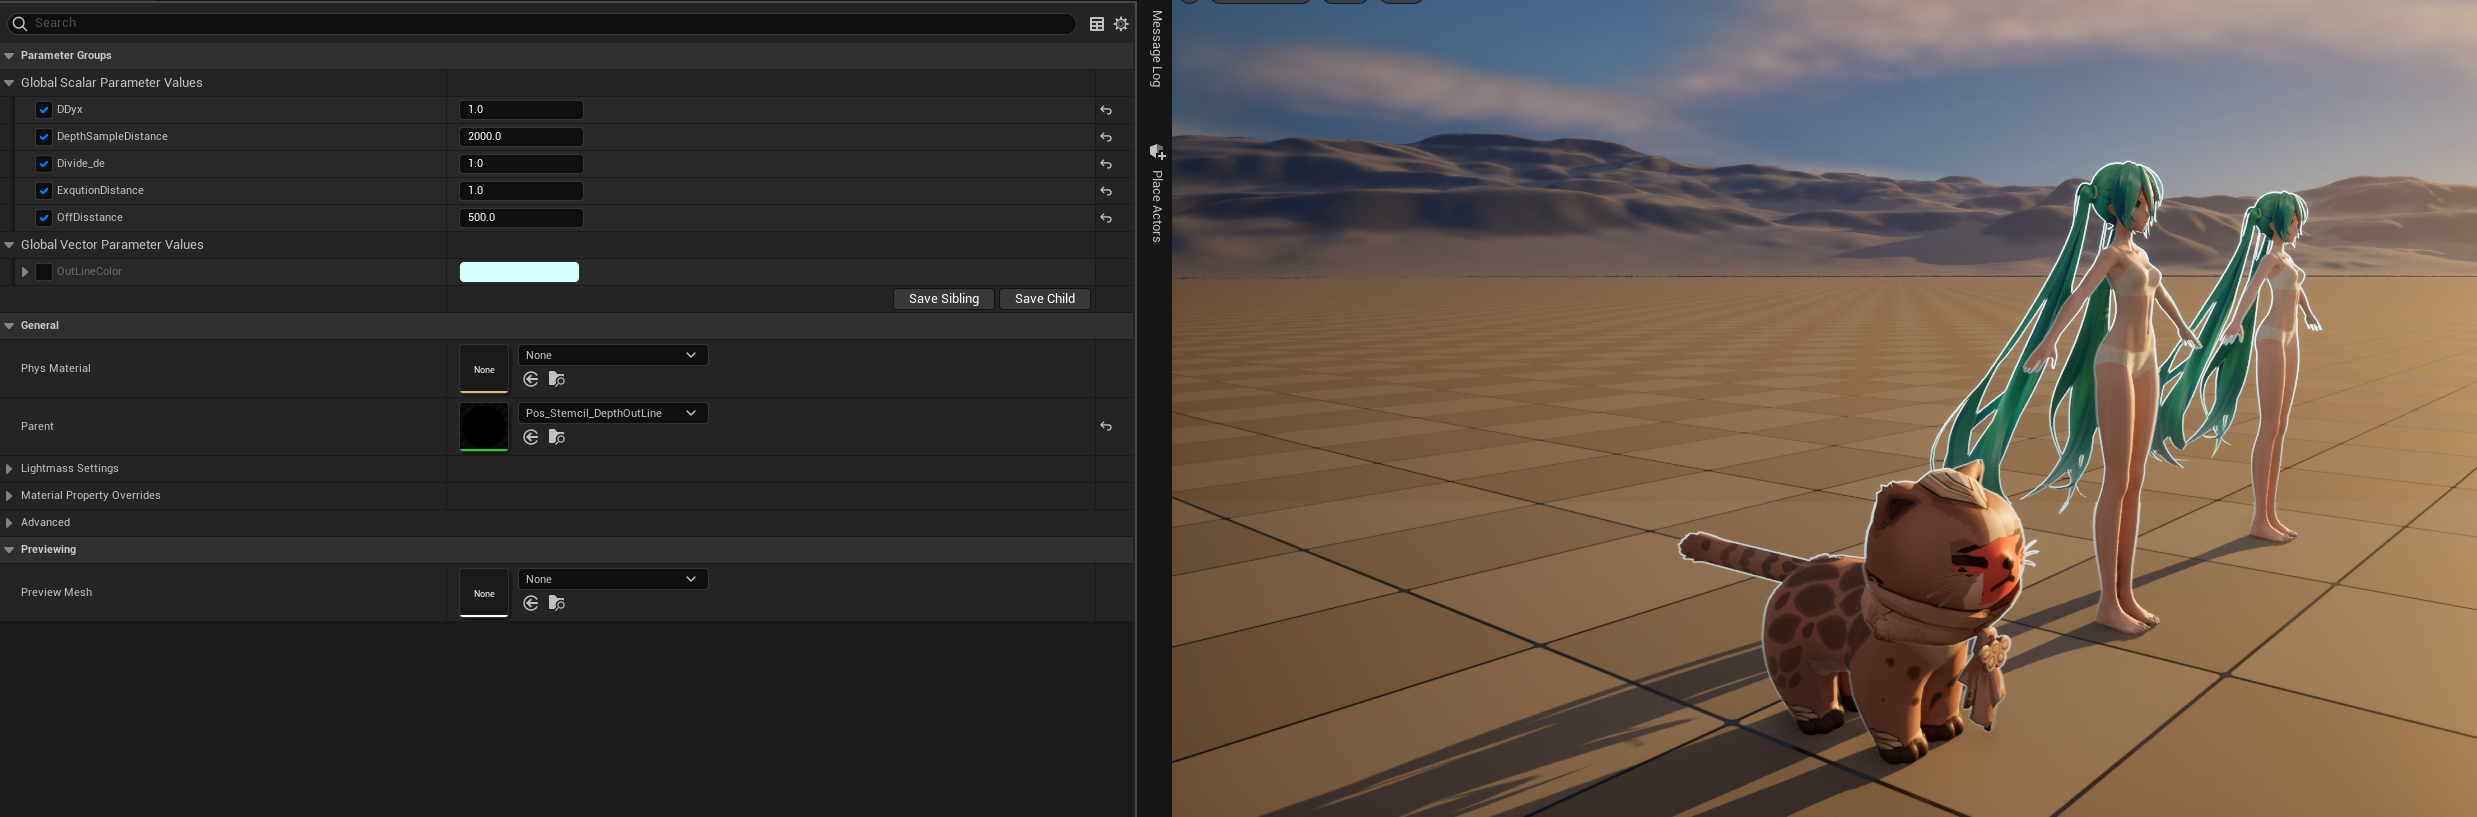 Search
Parameter Groups
Global Scalar Parameter Values
DDyx 1.0
DepthSampleDistance 2000.0
Divide_de 1.0
ExqutionDistance 1.0
OffDisstance 500.0
Global Vector Parameter Values
OutLineColor
Save Sibling Save Child
General
Phys Material None None
Parent Pos_Stemcil_DepthOutLine
Lightmass Settings
Material Property Overrides
Advanced
Previewing
Preview Mesh None None
Message Log
Place Actors